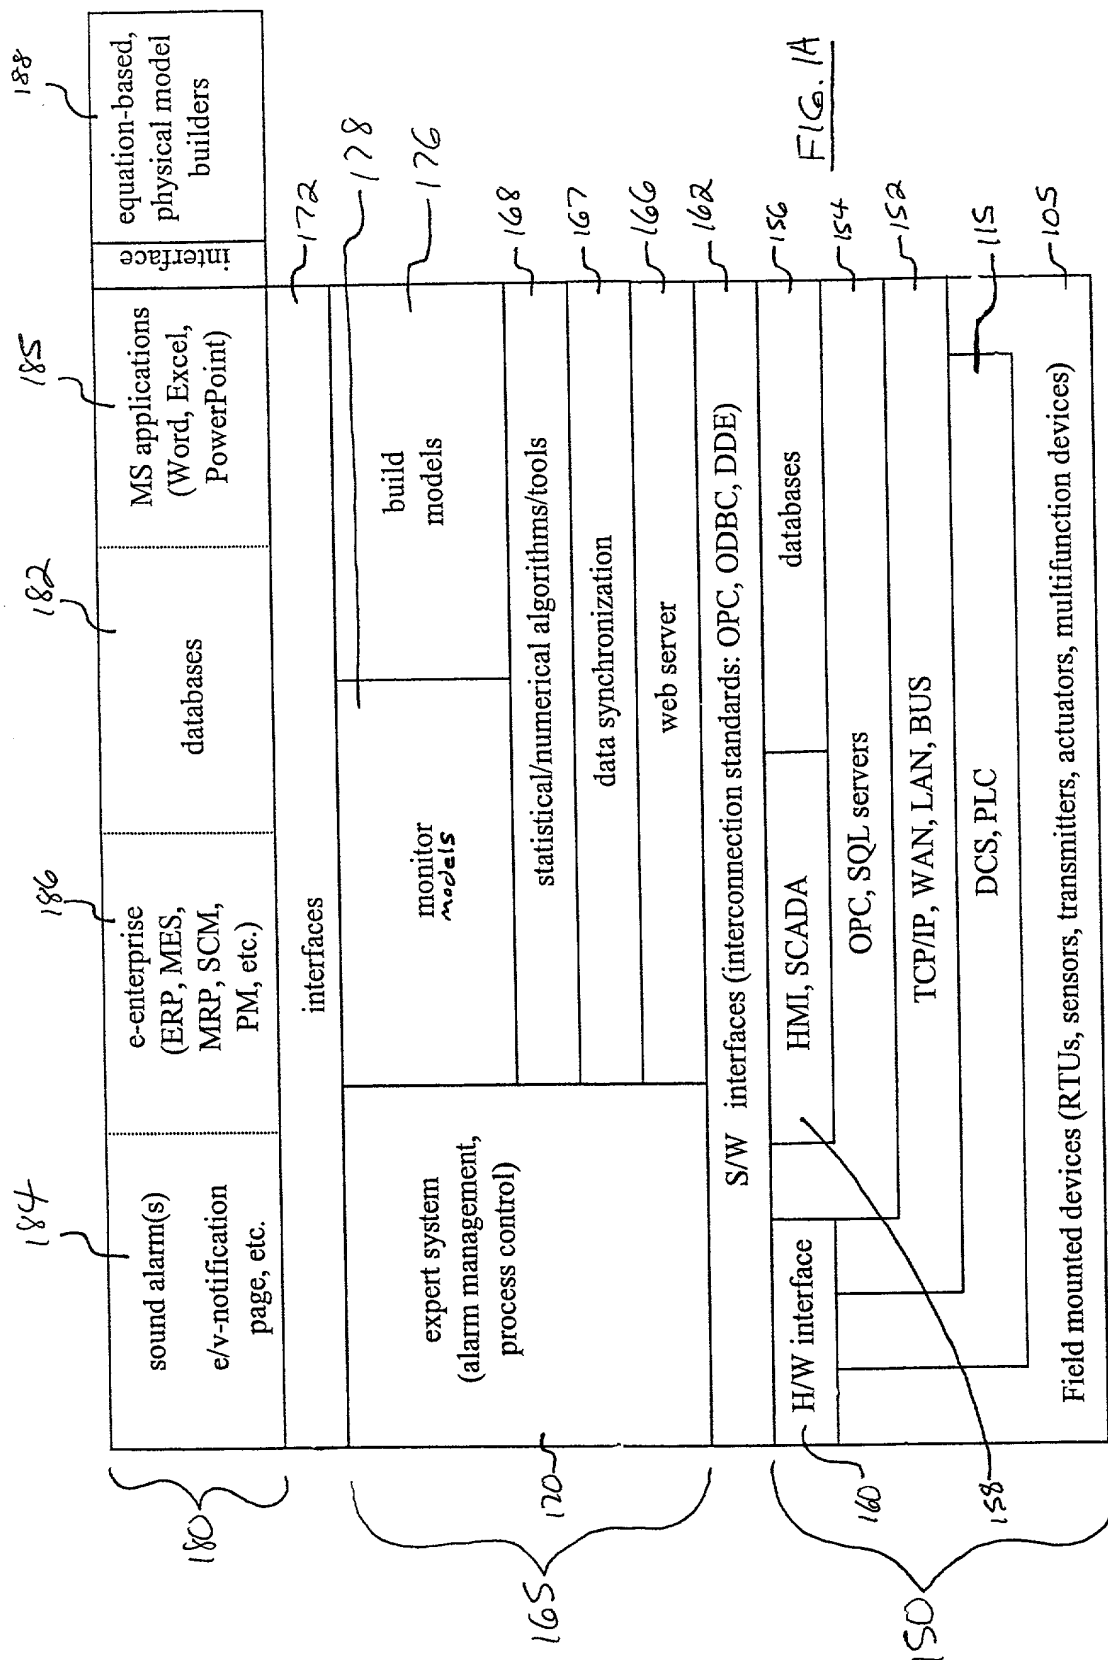 184
186
182
185
188
sound alarm(s)
e/v-notification
page, etc.
e-enterprise
(ERP, MES,
MRP, SCM,
PM, etc.)
databases
MS applications
(Word, Excel,
PowerPoint)
interface
equation-based,
physical model
builders
180
interfaces
172
178
expert system
(alarm management,
process control)
monitor
models
build
models
176
statistical/numerical algorithms/tools
168
data synchronization
167
web server
166
165
170
S/W interfaces (interconnection standards: OPC, ODBC, DDE)
162
H/W interface
HMI, SCADA
databases
156
OPC, SQL servers
154
TCP/IP, WAN, LAN, BUS
152
DCS, PLC
115
Field mounted devices (RTUs, sensors, transmitters, actuators, multifunction devices)
105
160
158
150
FIG. 1A